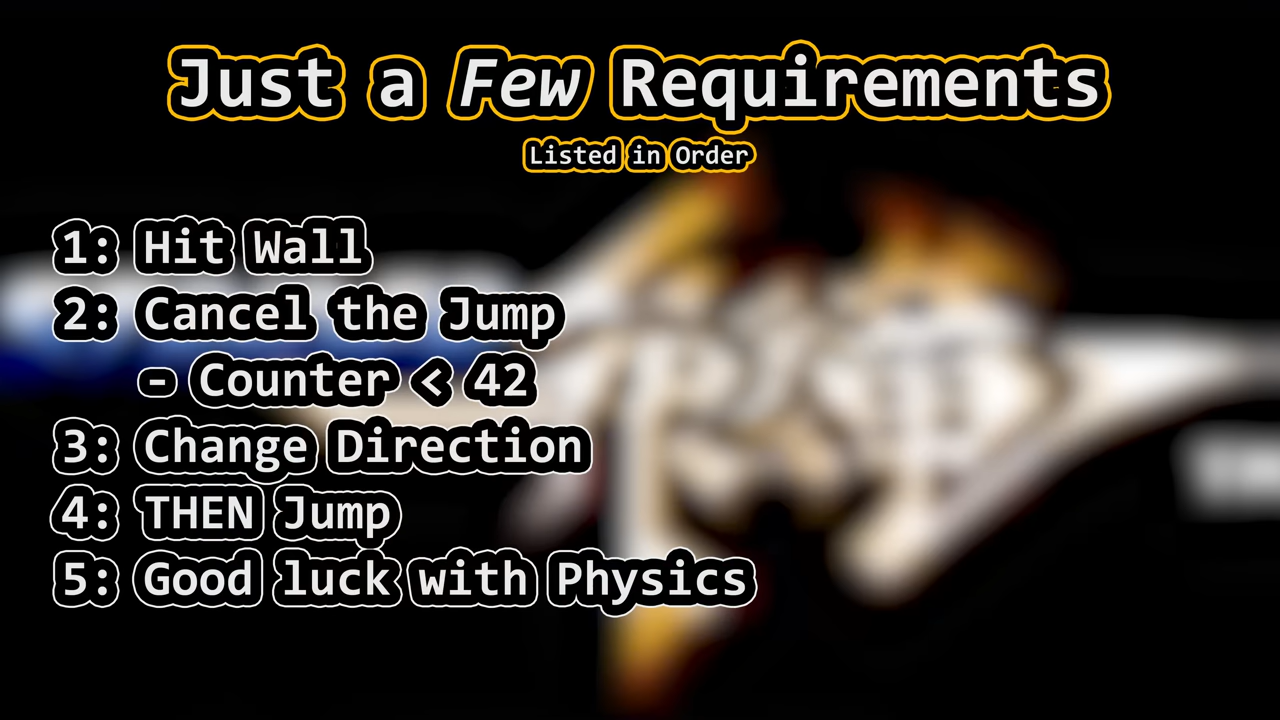 Just a Few Requirements
Listed in Order
1: Hit Wall
2: Cancel the Jump
- Counter < 42
3: Change Direction
4: THEN Jump
5: Good luck with Physics